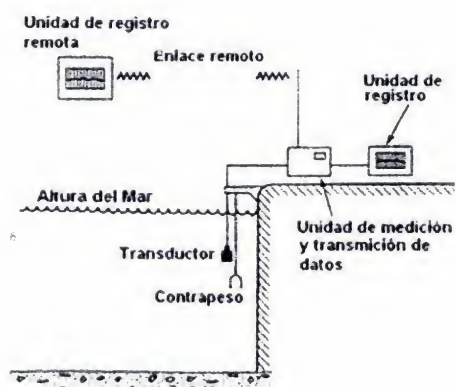 Unidad de registro
remota
Enlace remoto
Unidad de
registro
Altura del Mar
Unidad de medición
y transmición de
datos
Transductor
Contrapeso